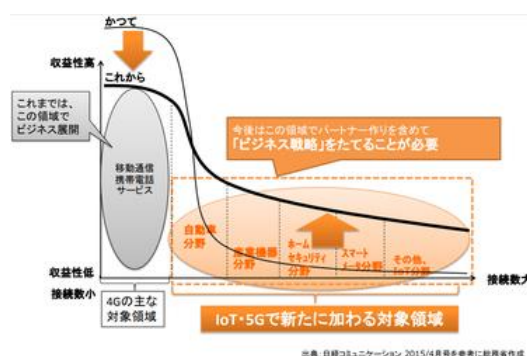 かつて
収益性高
これから
これまでは、
この領域で
ビジネス展開
今後はこの領域でパートナー作りを含めて
「ビジネス戦略」をたてることが必要
移動通信
携帯電話
サービス
自動車
分野
産業機器
分野
ホーム
セキュリティ
分野
スマート
メータ分野
その他、
IoT分野
収益性低
接続数小
接続数大
4Gの主な
対象領域
IoT・5Gで新たに加わる対象領域
出典:日経コミュニケーション 2015/4月号を参考に総務省作成